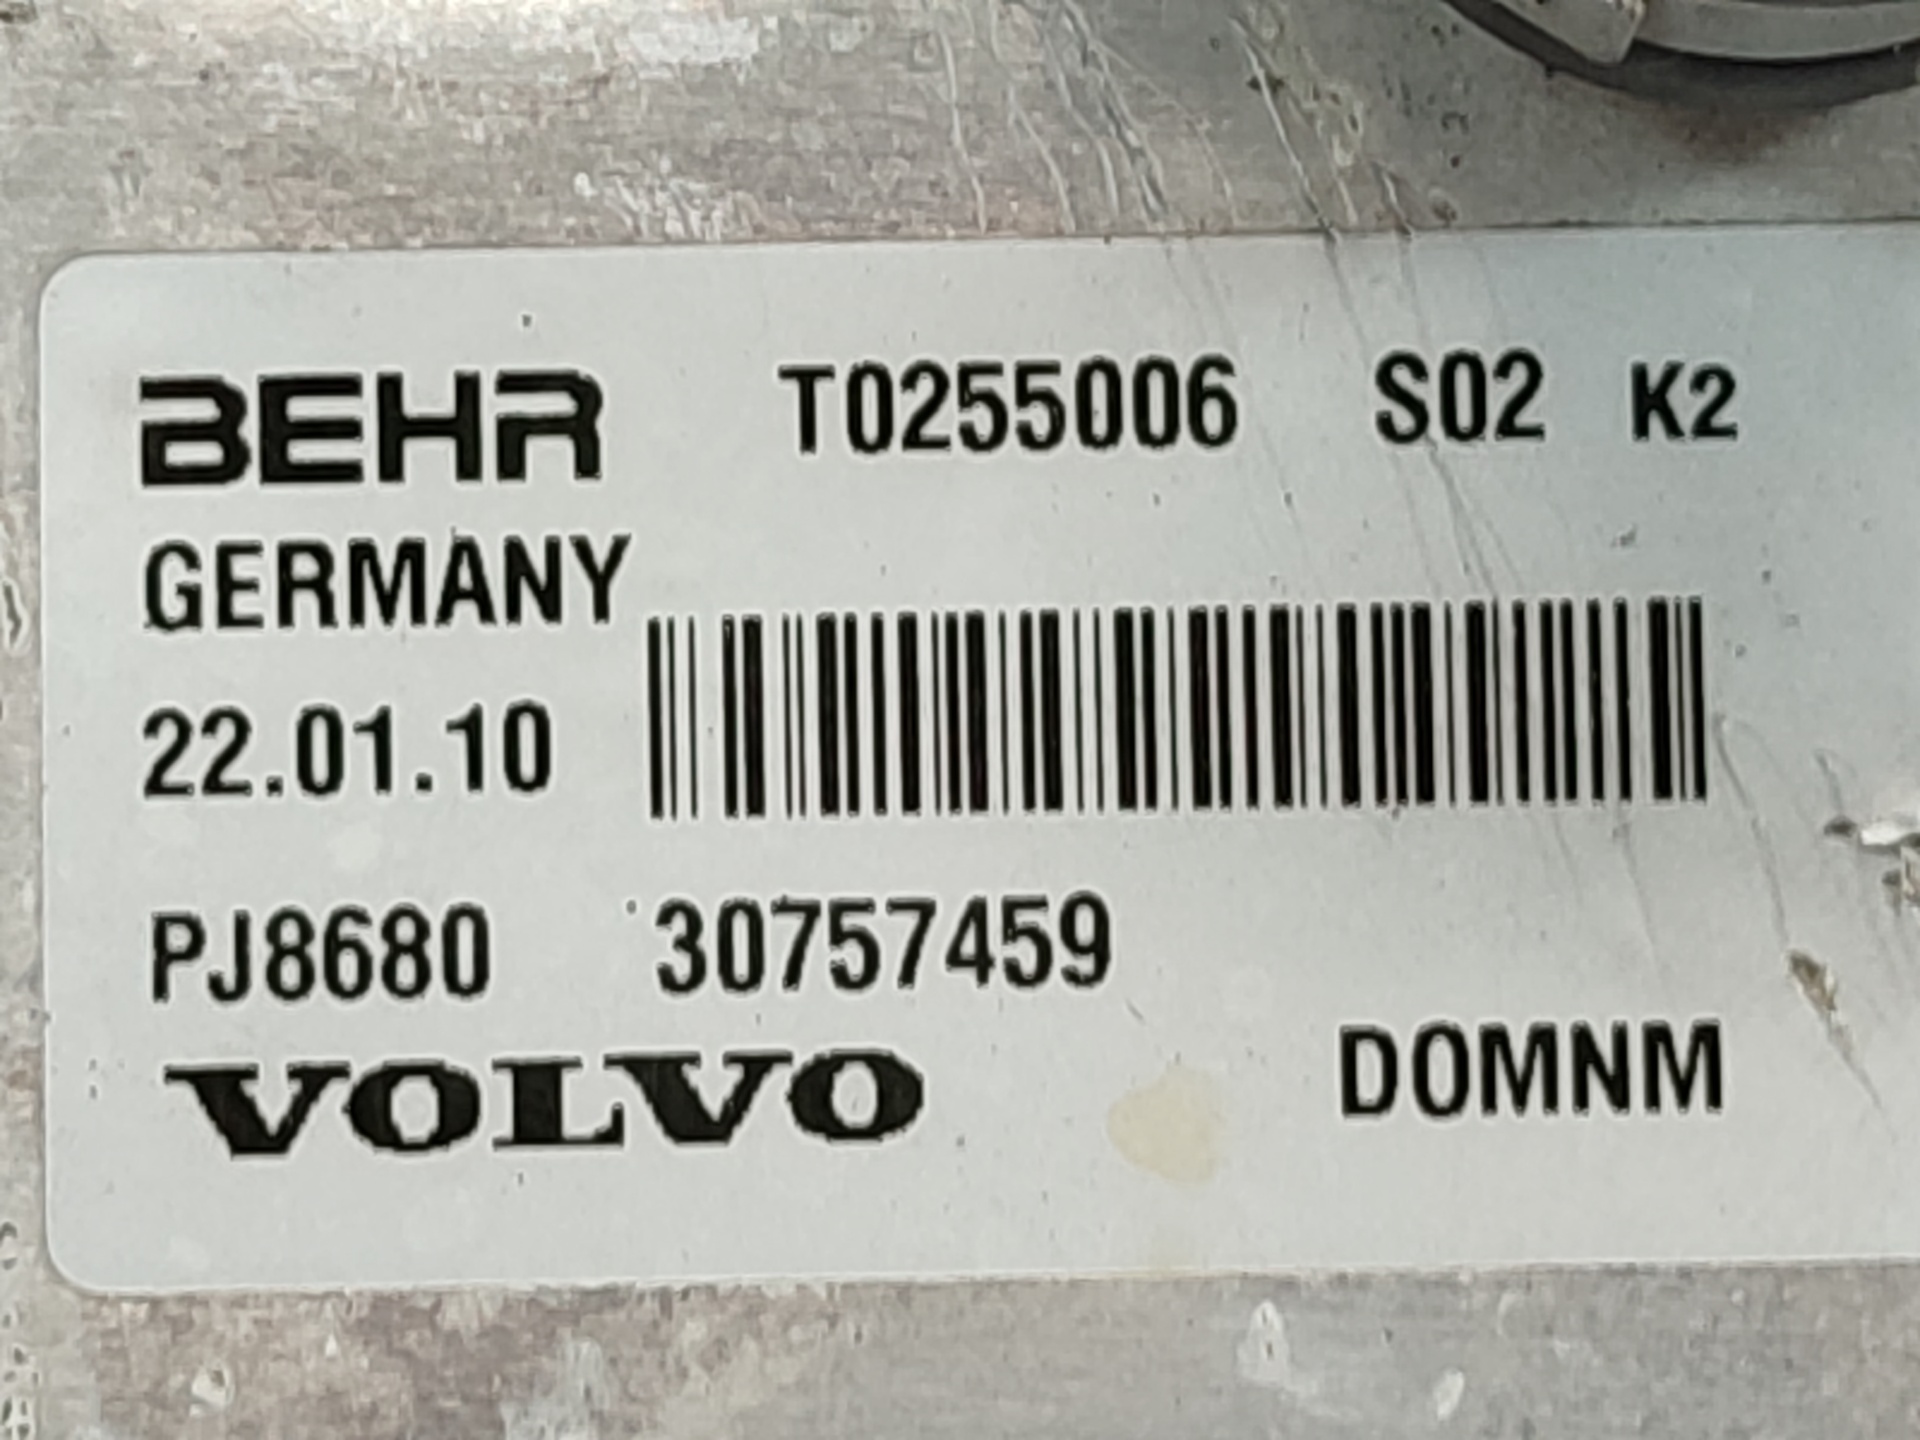 BEHR T0255006 S02 K2
GERMANY
22.01.10
PJ8680 30757459
VOLVO
DOMNM